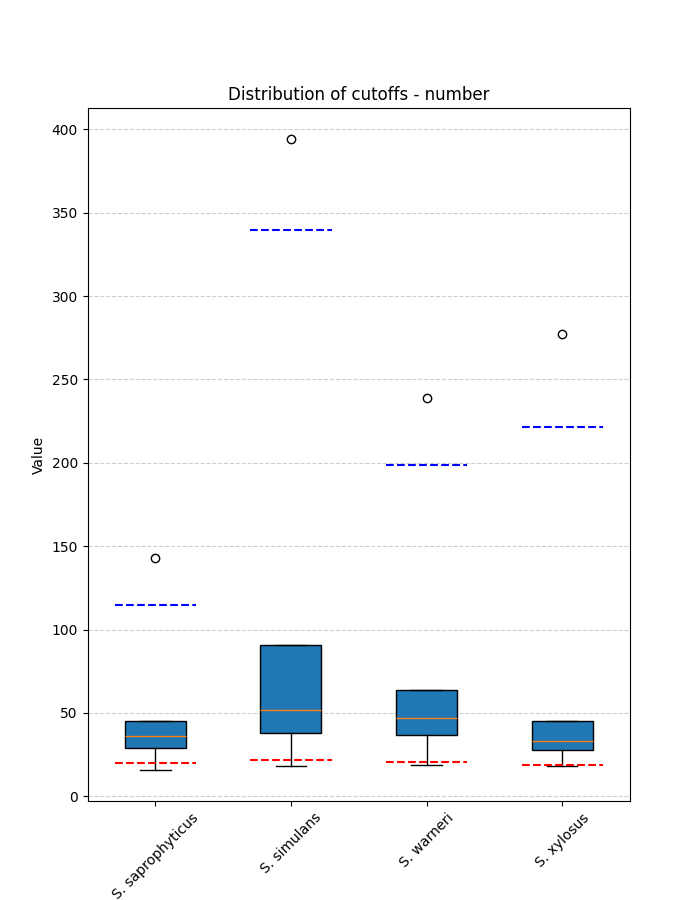 Distribution of cutoffs - number
400
350
300
250
200
150
100
50
0
Value
S. saprophyticus
S. simulans
S. warneri
S. xylosus